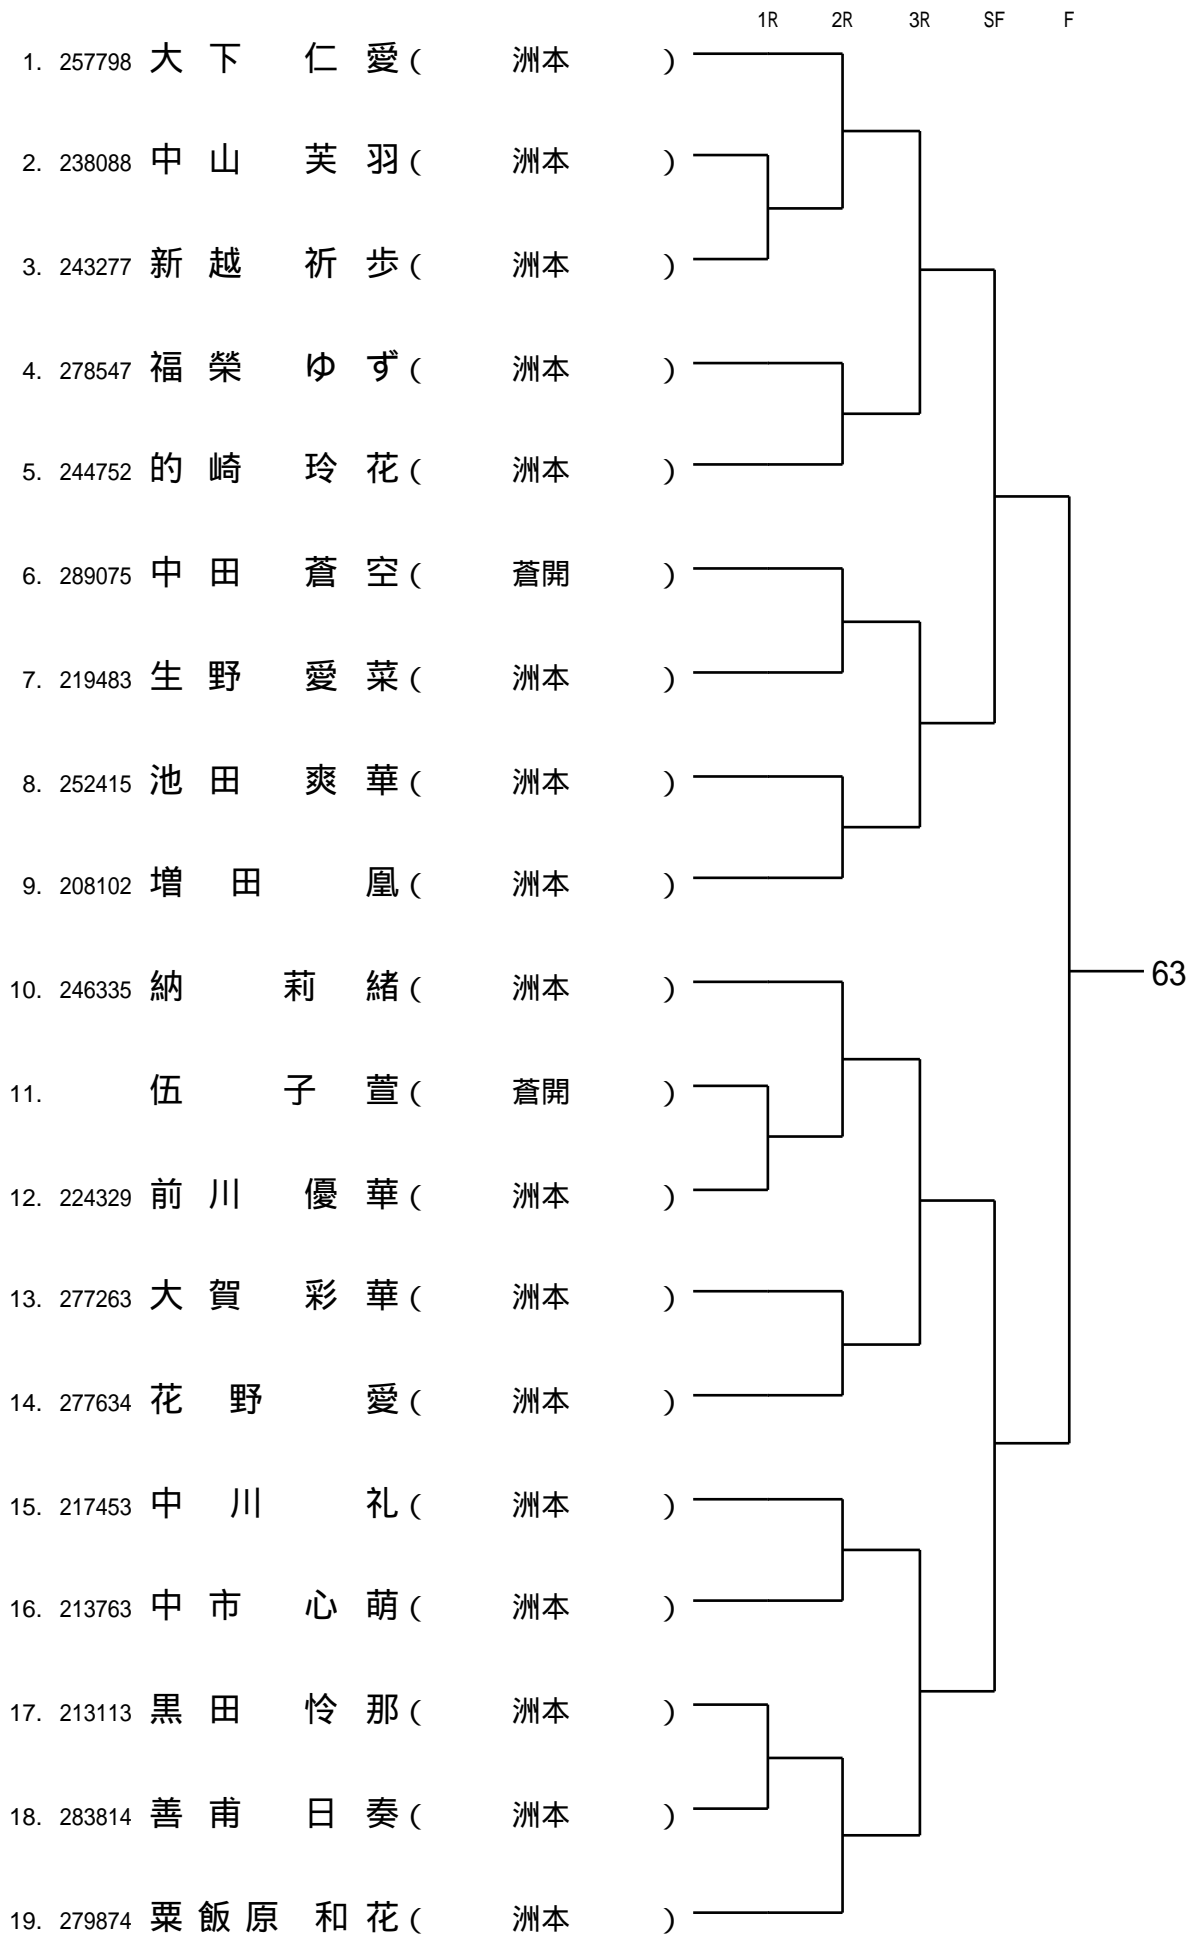 1R 2R 3R SF F
1. 257798 大下 仁愛( 洲本 )
2. 238088 中山 芙羽( 洲本 )
3. 243277 新越 祈歩( 洲本 )
4. 278547 福榮 ゆず( 洲本 )
5. 244752 的崎 玲花( 洲本 )
6. 289075 中田 蒼空( 蒼開 )
7. 219483 生野 愛菜( 洲本 )
8. 252415 池田 爽華( 洲本 )
9. 208102 増田 凰( 洲本 )
63
10. 246335 納 莉緒( 洲本 )
11. 伍 子萱( 蒼開 )
12. 224329 前川 優華( 洲本 )
13. 277263 大賀 彩華( 洲本 )
14. 277634 花野 愛( 洲本 )
15. 217453 中川 礼( 洲本 )
16. 213763 中市 心萌( 洲本 )
17. 213113 黒田 怜那( 洲本 )
18. 283814 善甫 日奏( 洲本 )
19. 279874 粟飯原 和花( 洲本 )